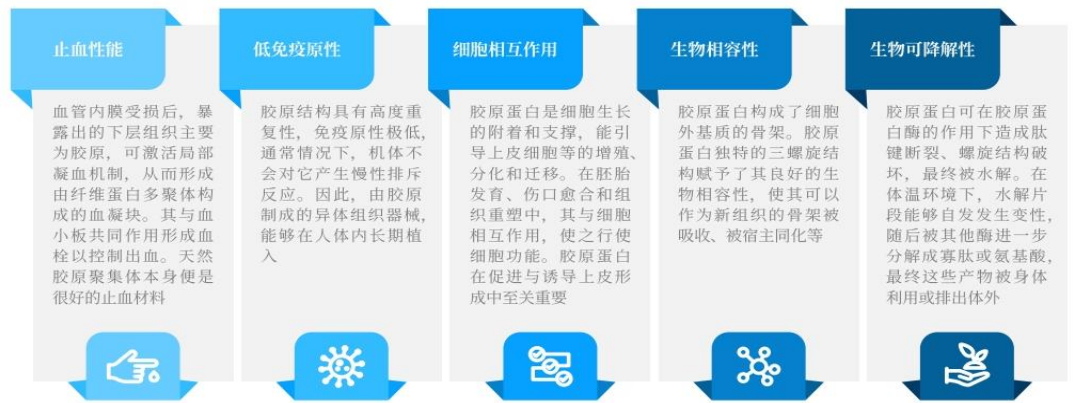 止血性能
血管内膜受损后，暴
露出的下层组织主要
为胶原，可激活局部
凝血机制，从而形成
由纤维蛋白多聚体构
成的血凝块。其与血
小板共同作用形成血
栓以控制出血。天然
胶原聚集体本身便是
很好的止血材料
低免疫原性
胶原结构具有高度重
复性，免疫原性极低，
通常情况下，机体不
会对它产生慢性排斥
反应。因此，由胶原
制成的异体组织器械，
能够在人体内长期植
入
细胞相互作用
胶原蛋白是细胞生长
的附着和支撑，能引
导上皮细胞等的增殖、
分化和迁移。在胚胎
发育、伤口愈合和组
织重塑中，其与细胞
相互作用，使之行使
细胞功能。胶原蛋白
在促进与诱导上皮形
成中至关重要
生物相容性
胶原蛋白构成了细胞
外基质的骨架。胶原
蛋白独特的三螺旋结
构赋予了其良好的生
物相容性，使其可以
作为新组织的骨架被
吸收、被宿主同化等
生物可降解性
胶原蛋白可在胶原蛋
白酶的作用下造成肽
键断裂、螺旋结构破
坏，最终被水解。在
体温环境下，水解片
段能够自发发生变性，
随后被其他酶进一步
分解成寡肽或氨基酸，
最终这些产物被身体
利用或排出体外